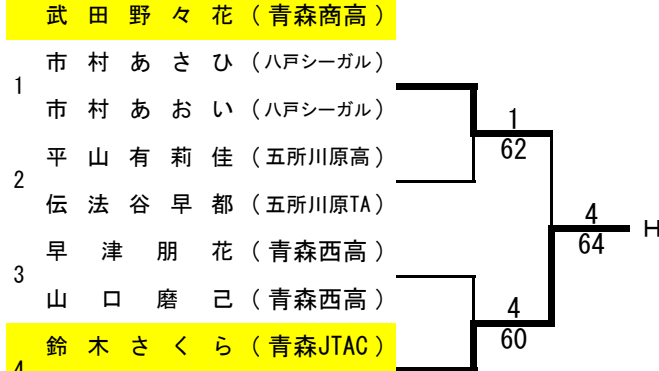 武田野々花（青森商高）
1
市村あさひ（八戸シーガル）
市村あおい（八戸シーガル）
2
平山有莉佳（五所川原高）
伝法谷早都（五所川原TA）
3
早津朋花（青森西高）
山口磨己（青森西高）
4
鈴木さくら（青森JTAC）
1
62
4
60
4
64
H